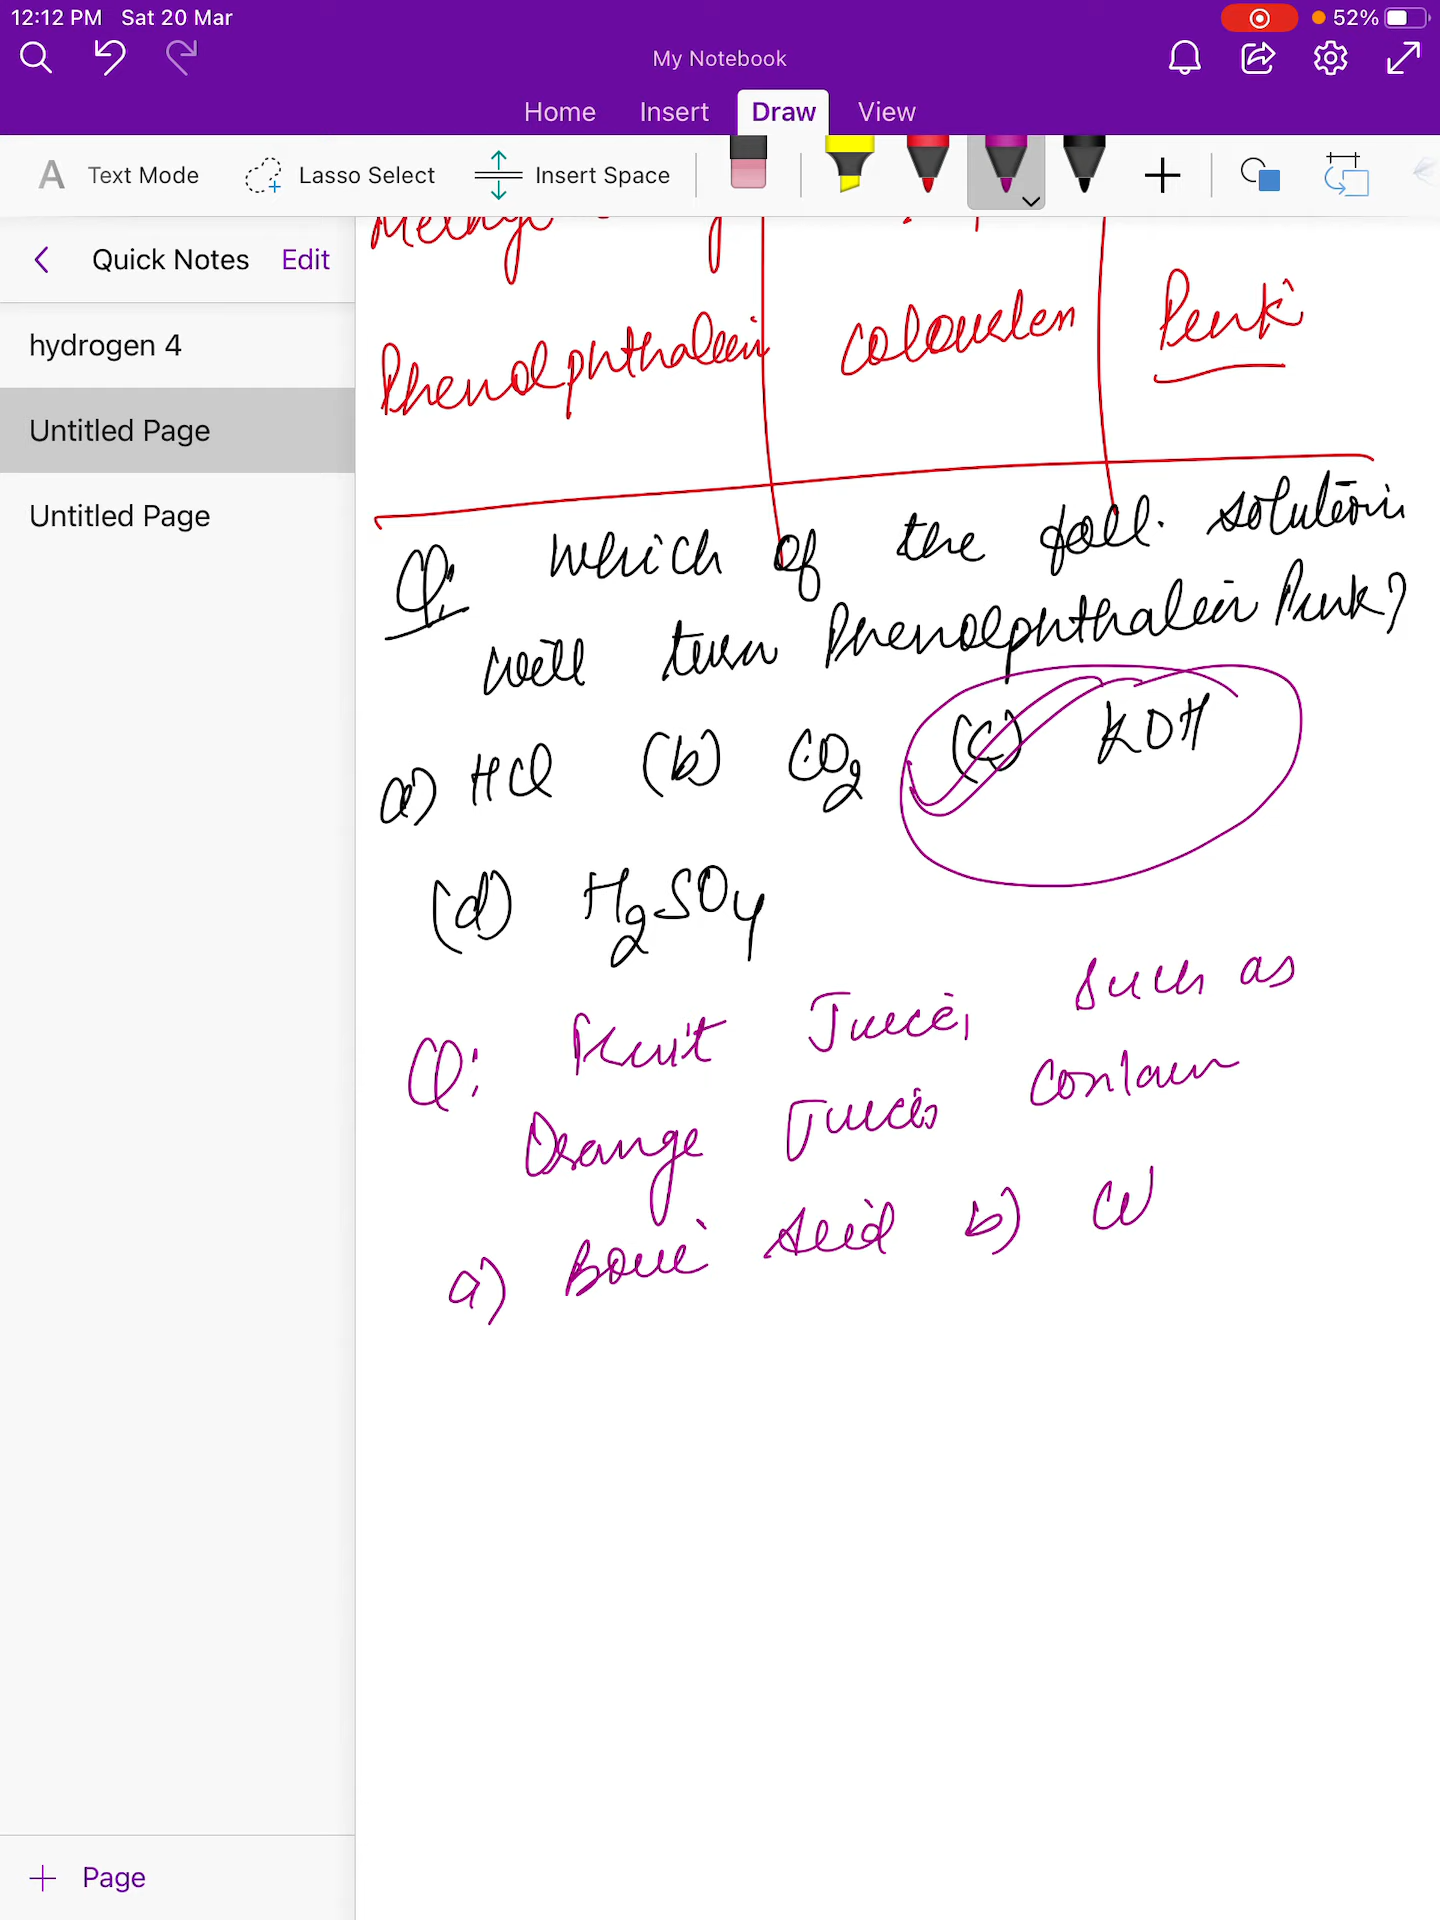 12:12 PM Sat 20 Mar
52%
My Notebook
Home Insert Draw View
Text Mode Lasso Select Insert Space
Quick Notes Edit
hydrogen 4
Untitled Page
Untitled Page
Page
Phenolphthalein colourless Pink
Q: Which of the foll. solution
will turn Phenolphthalein Pink?
a) HCl (b) CO2 (c) KOH
(d) H2SO4
Q: Fruit Juice, such as
Orange Juices contain
a) Boric Acid b)